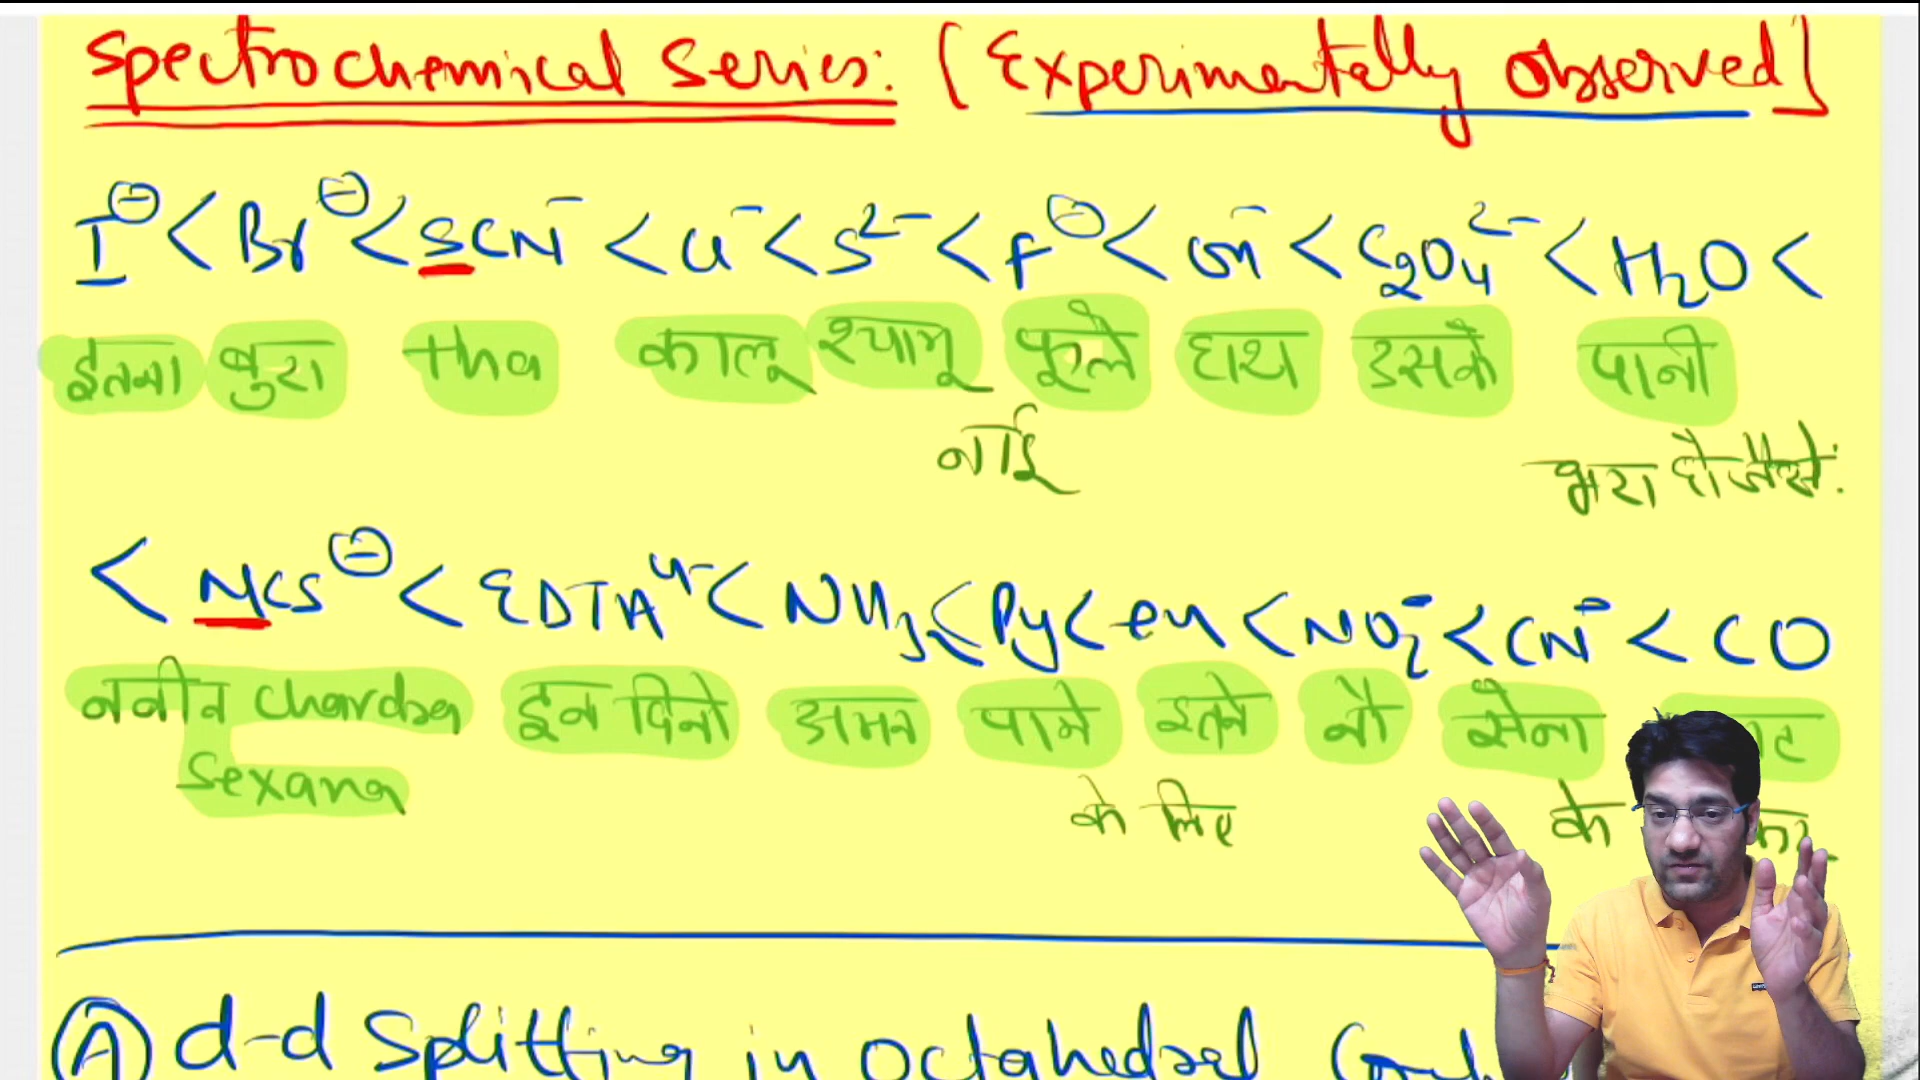 Spectrochemical Series: [Experimentally observed]
I⊖ < Br⊖ < SCN⁻ < Cl⁻ < S²⁻ < F⊖ < OH⁻ < C₂O₄²⁻ < H₂O <
इतना बुरा tha कालू श्यामू फूले हाथ उसके पानी
नाई
भरा हो जैसे.
< NCS⊖ < EDTA⁴⁻ < NH₃ < Py < en < NO₂⁻ < CN⁻ < CO
नवीन chandra इन दिनो अमन पाने इतने नौ सैना
Sexana
के लिए के
Ⓐ d-d Splitting in octahedral